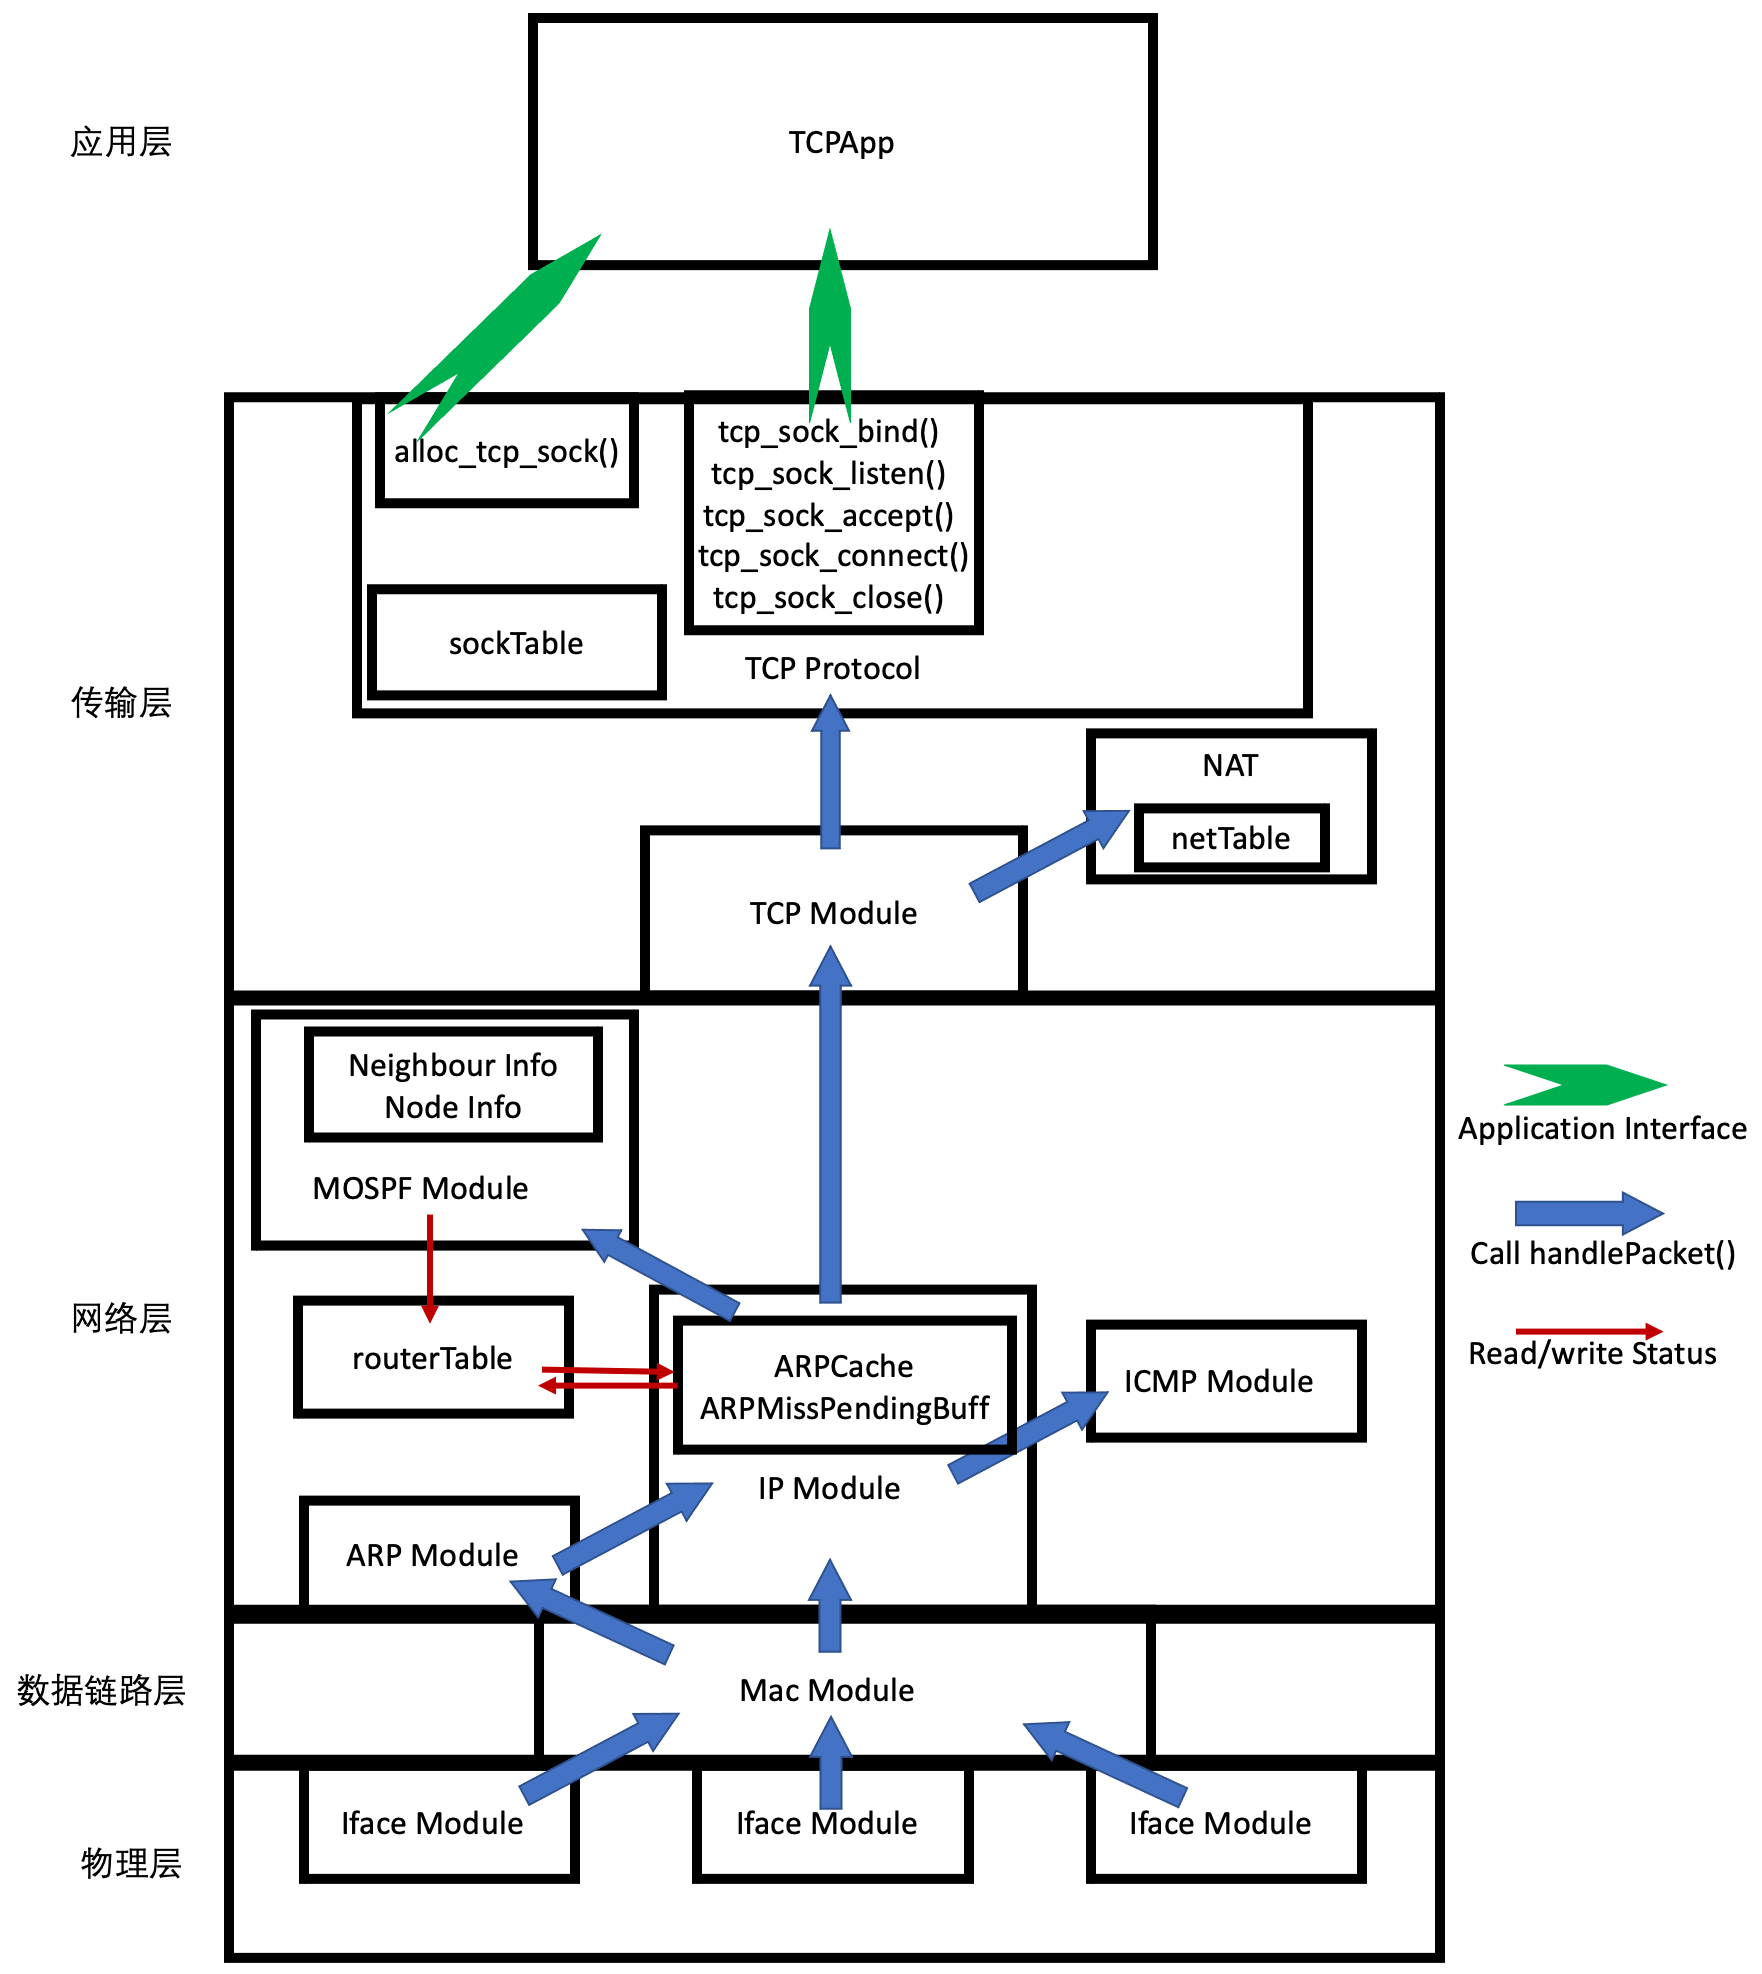 应用层
TCPApp
alloc_tcp_sock()
tcp_sock_bind()
tcp_sock_listen()
tcp_sock_accept()
tcp_sock_connect()
tcp_sock_close()
sockTable
TCP Protocol
传输层
NAT
netTable
TCP Module
Neighbour Info
Node Info
MOSPF Module
Application Interface
Call handlePacket()
Read/write Status
网络层
routerTable
ARPCache
ARPMissPendingBuff
ICMP Module
IP Module
ARP Module
数据链路层
Mac Module
Iface Module
Iface Module
Iface Module
物理层